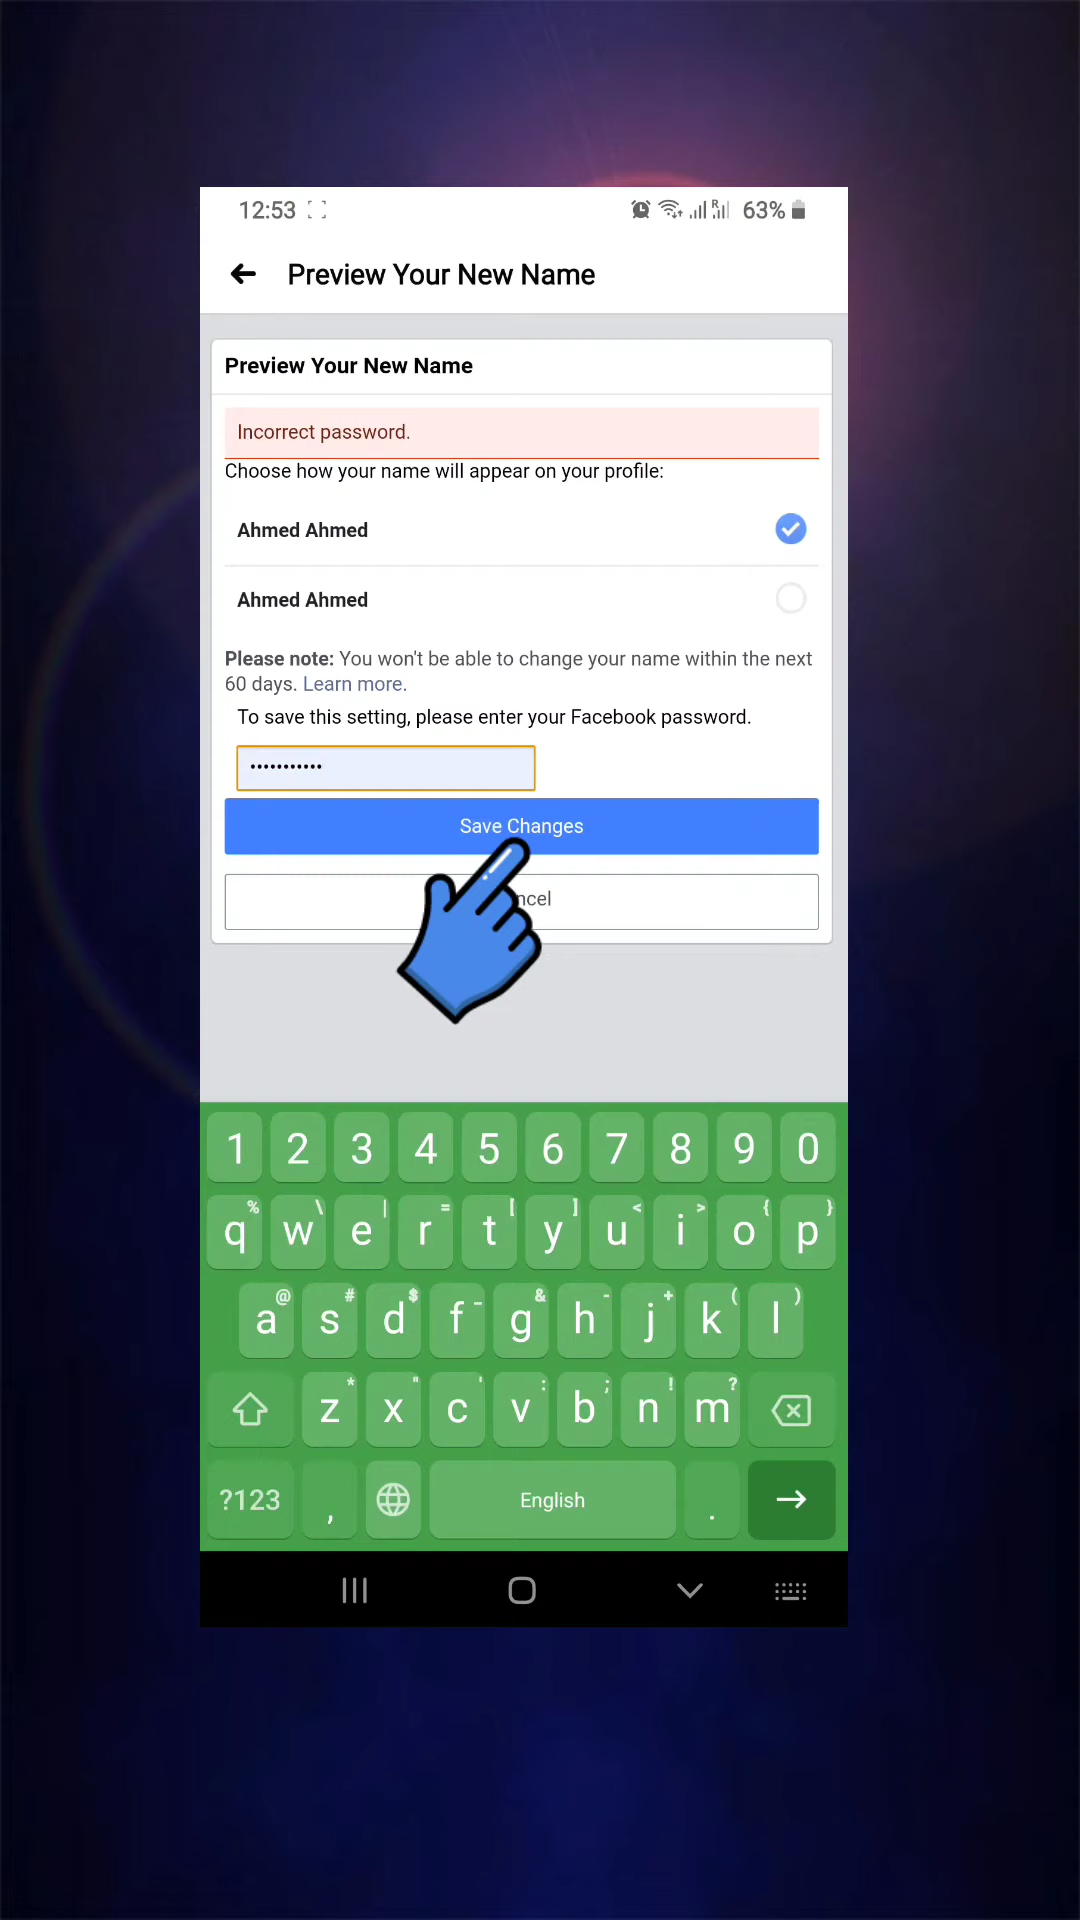 12:53
R
63%
Preview Your New Name
Preview Your New Name
Incorrect password.
Choose how your name will appear on your profile:
Ahmed Ahmed
Ahmed Ahmed
Please note: You won't be able to change your name within the next
60 days. Learn more.
To save this setting, please enter your Facebook password.
•••••••••••
Save Changes
ncel
1 2 3 4 5 6 7 8 9 0
% \ | = [ ] < > { }
q w e r t y u i o p
@ # $ _ & - + ( )
a s d f g h j k l
* " ' : ; ! ?
z x c v b n m
?123 , English .